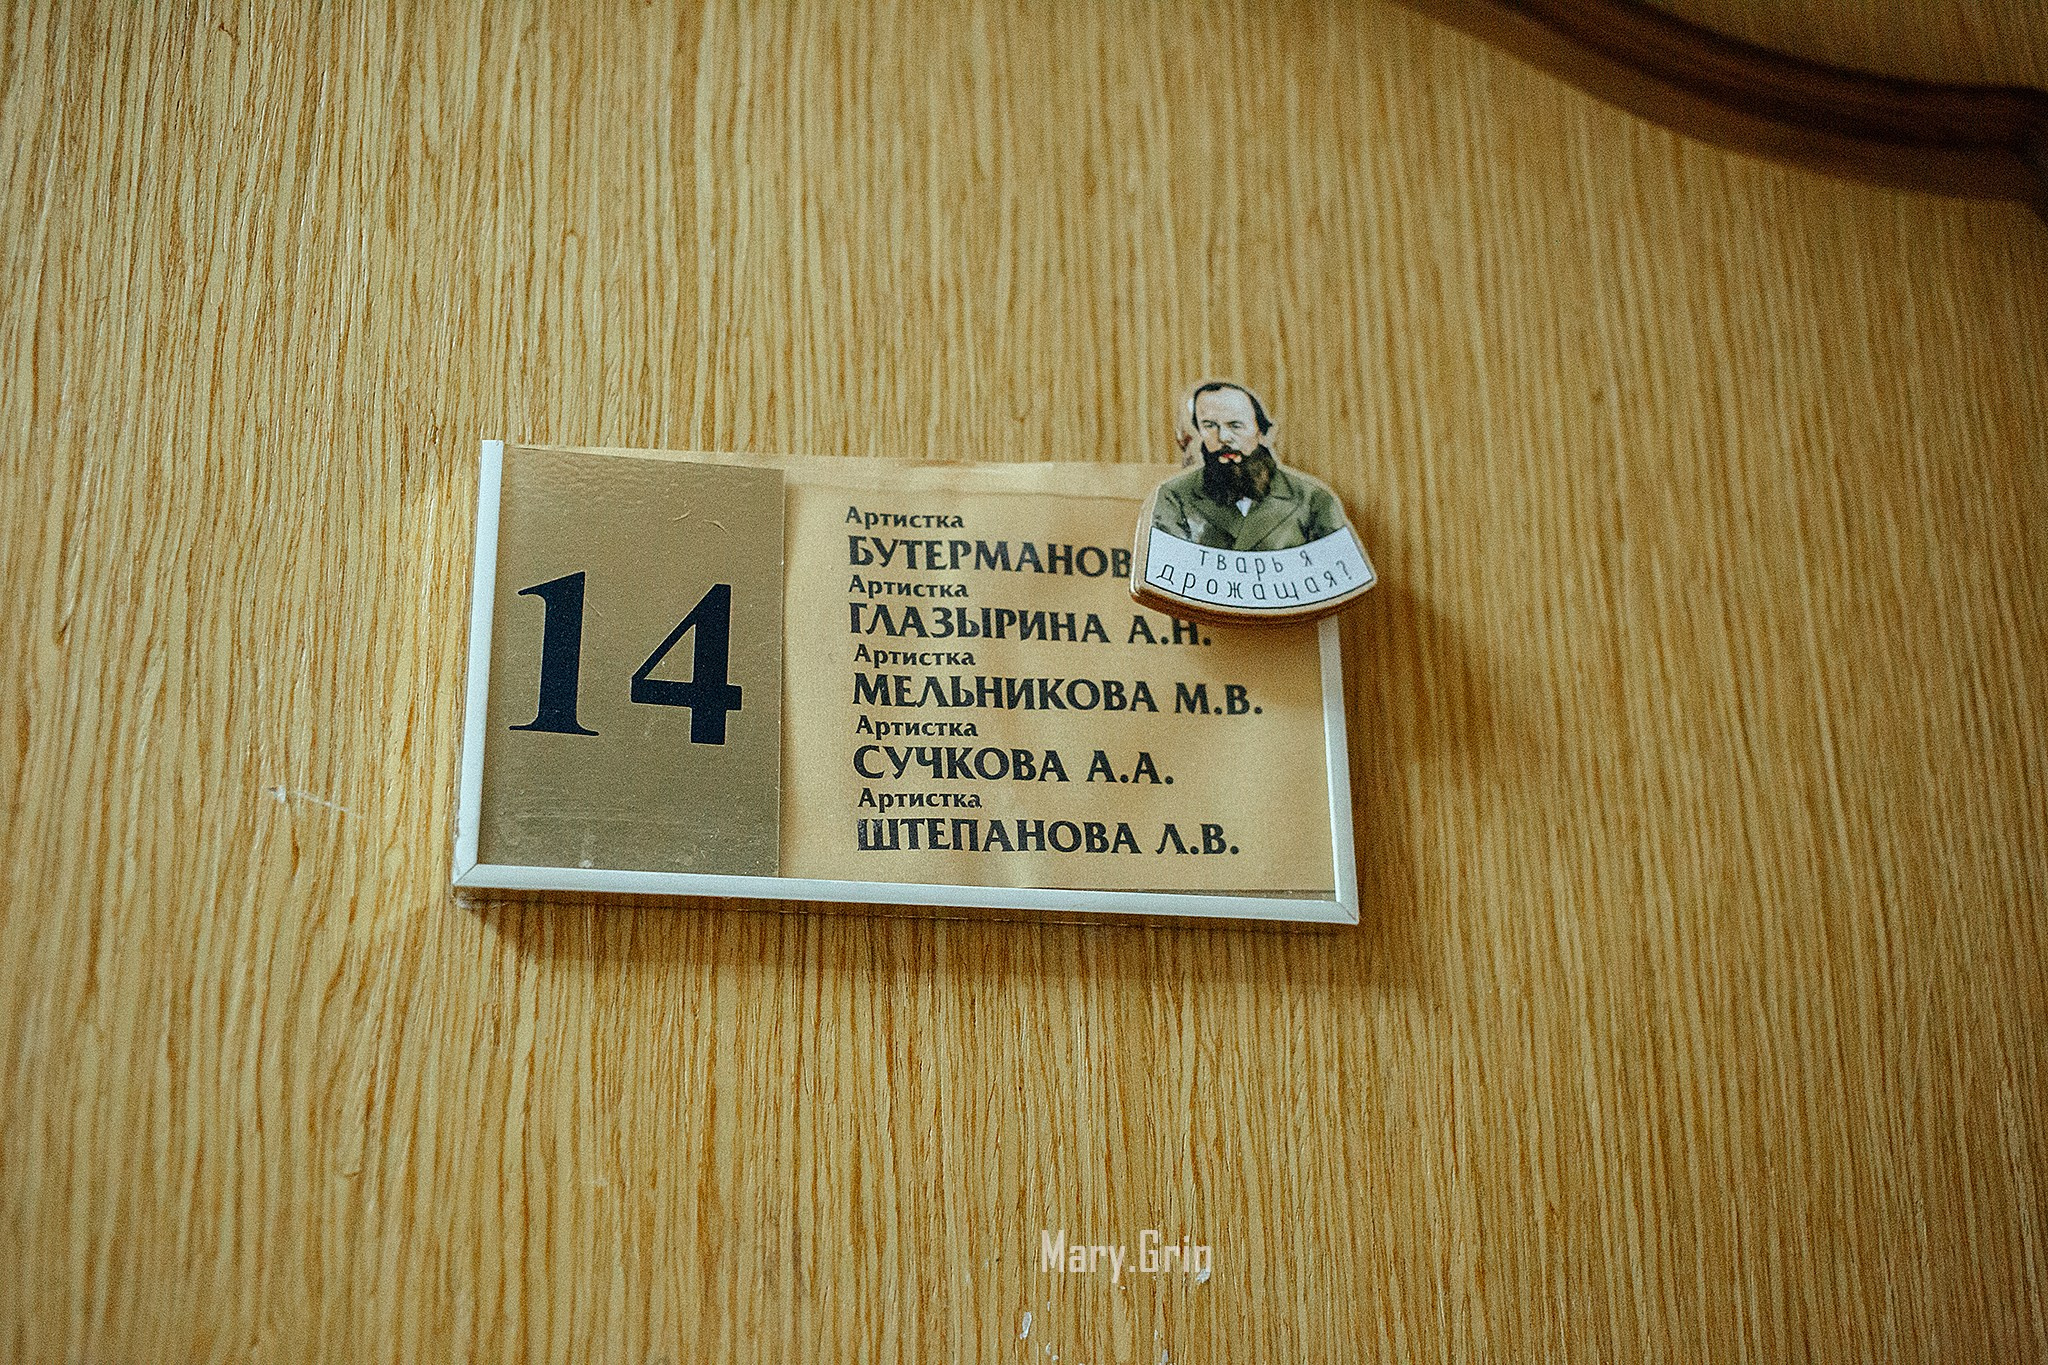 14
Артистка
БУТЕРМАНОВ
Артистка
ГЛАЗЫРИНА А.Н.
Артистка
МЕЛЬНИКОВА М.В.
Артистка
СУЧКОВА А.А.
Артистка
ШТЕПАНОВА Л.В.
тварь я
дрожащая?
Mary.Grin